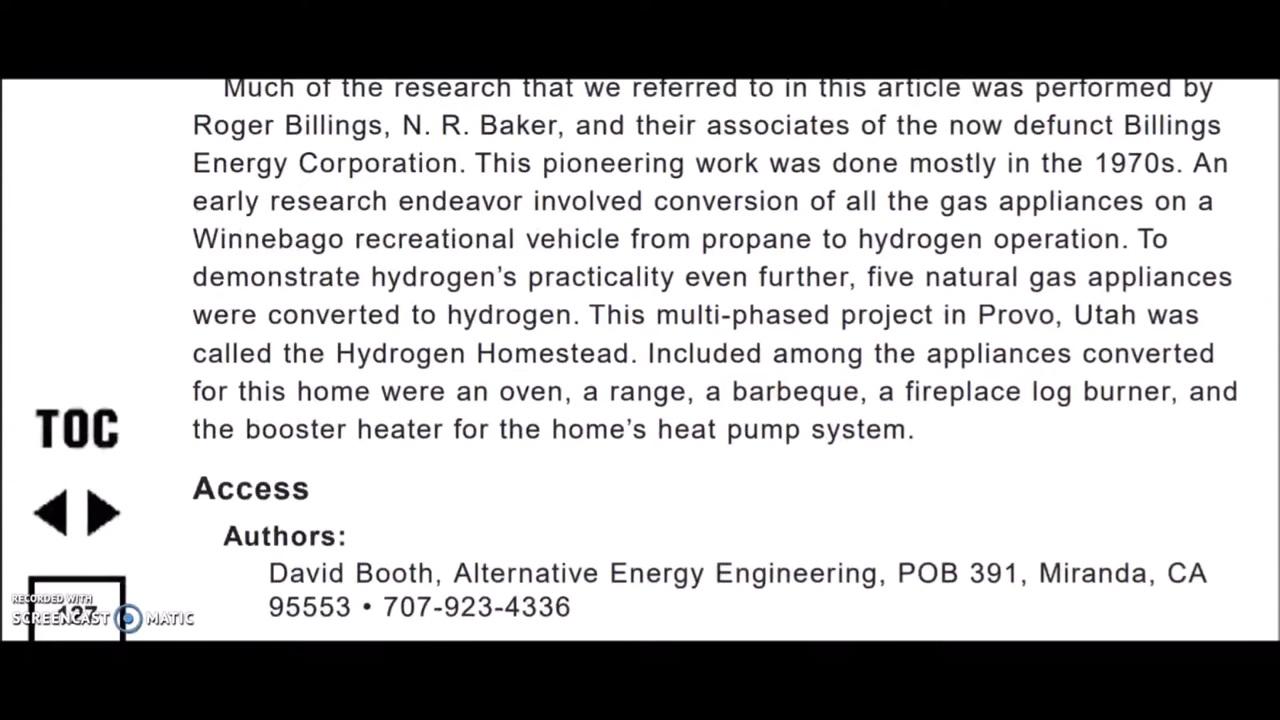 Much of the research that we referred to in this article was performed by
Roger Billings, N. R. Baker, and their associates of the now defunct Billings
Energy Corporation. This pioneering work was done mostly in the 1970s. An
early research endeavor involved conversion of all the gas appliances on a
Winnebago recreational vehicle from propane to hydrogen operation. To
demonstrate hydrogen's practicality even further, five natural gas appliances
were converted to hydrogen. This multi-phased project in Provo, Utah was
called the Hydrogen Homestead. Included among the appliances converted
for this home were an oven, a range, a barbeque, a fireplace log burner, and
the booster heater for the home's heat pump system.
TOC
Access
Authors:
David Booth, Alternative Energy Engineering, POB 391, Miranda, CA
95553 • 707-923-4336
RECORDED WITH
SCREENCAST MATIC